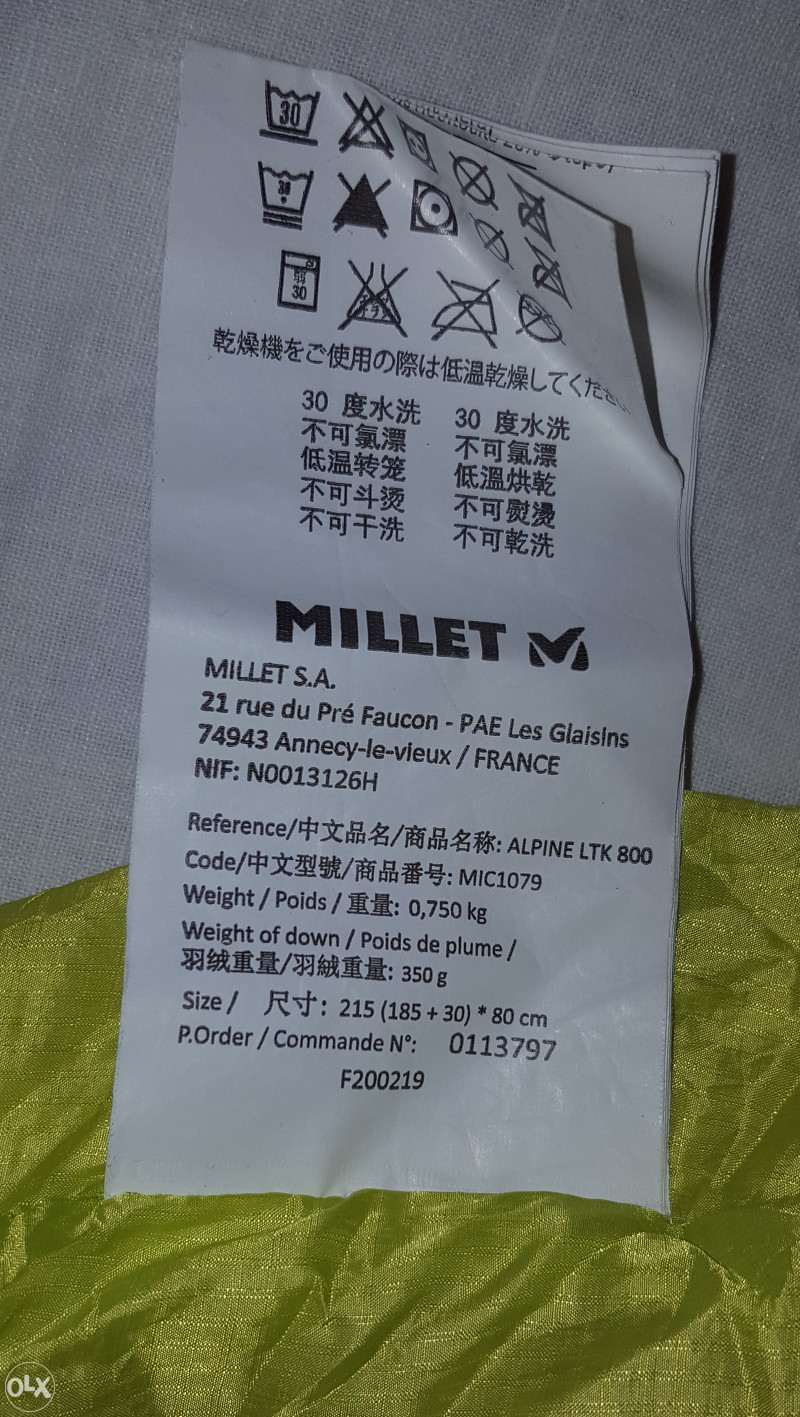 30
30
弱
30
乾燥機をご使用の際は低温乾燥してくださ
30 度水洗 30 度水洗
不可氯漂 不可氯漂
低温转笼 低溫烘乾
不可斗烫 不可熨燙
不可干洗 不可乾洗
MILLET
MILLET S.A.
21 rue du Pré Faucon - PAE Les Glaisins
74943 Annecy-le-vieux / FRANCE
NIF: N0013126H
Reference/中文品名/商品名称: ALPINE LTK 800
Code/中文型號/商品番号: MIC1079
Weight / Poids / 重量: 0,750 kg
Weight of down / Poids de plume /
羽绒重量/羽絨重量: 350 g
Size / 尺寸: 215 (185 + 30) * 80 cm
P.Order / Commande N°: 0113797
F200219
OLX